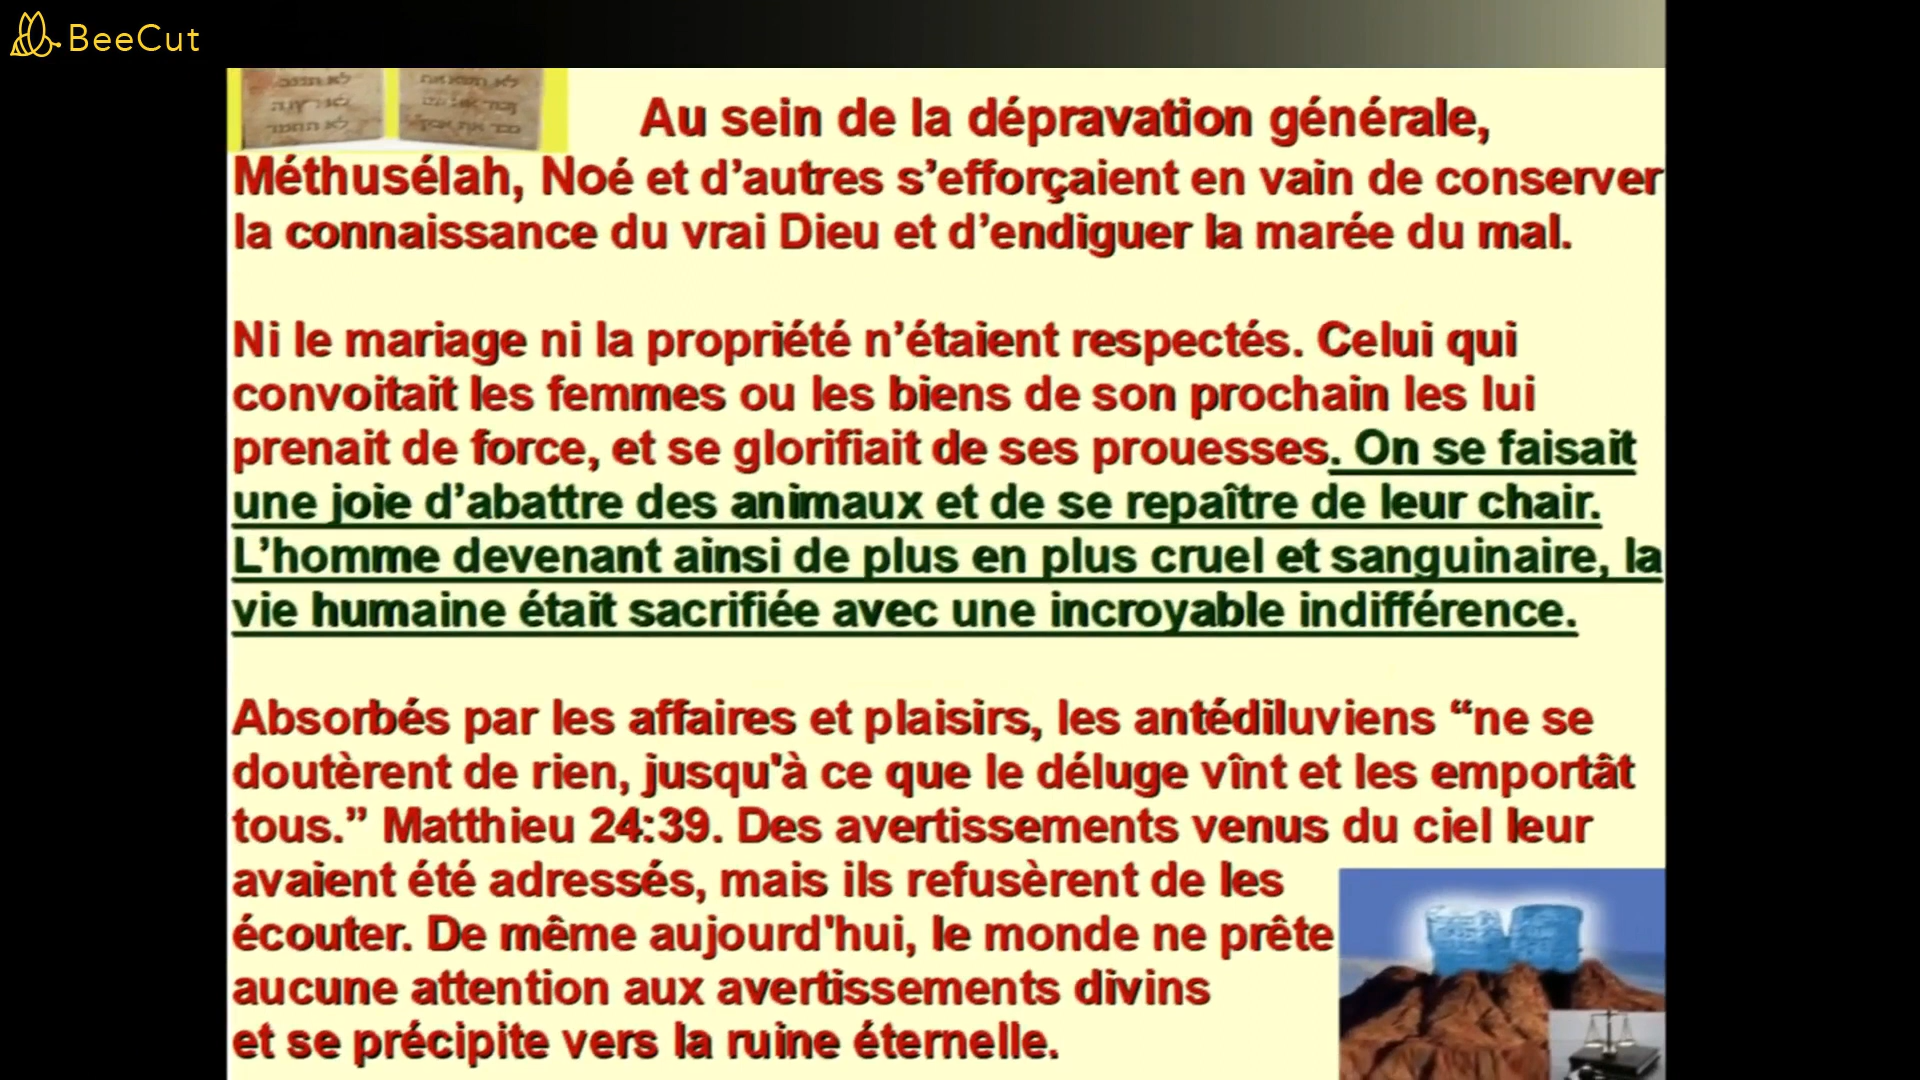 BeeCut
Au sein de la dépravation générale,
Méthusélah, Noé et d’autres s’efforçaient en vain de conserver
la connaissance du vrai Dieu et d’endiguer la marée du mal.
Ni le mariage ni la propriété n’étaient respectés. Celui qui
convoitait les femmes ou les biens de son prochain les lui
prenait de force, et se glorifiait de ses prouesses. On se faisait
une joie d’abattre des animaux et de se repaître de leur chair.
L’homme devenant ainsi de plus en plus cruel et sanguinaire, la
vie humaine était sacrifiée avec une incroyable indifférence.
Absorbés par les affaires et plaisirs, les antédiluviens “ne se
doutèrent de rien, jusqu'à ce que le déluge vînt et les emportât
tous.” Matthieu 24:39. Des avertissements venus du ciel leur
avaient été adressés, mais ils refusèrent de les
écouter. De même aujourd'hui, le monde ne prête
aucune attention aux avertissements divins
et se précipite vers la ruine éternelle.